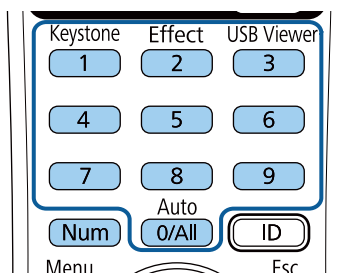 Keystone Effect USB Viewer
1 2 3
4 5 6
7 8 9
Auto
Num 0/All ID
Menu Esc